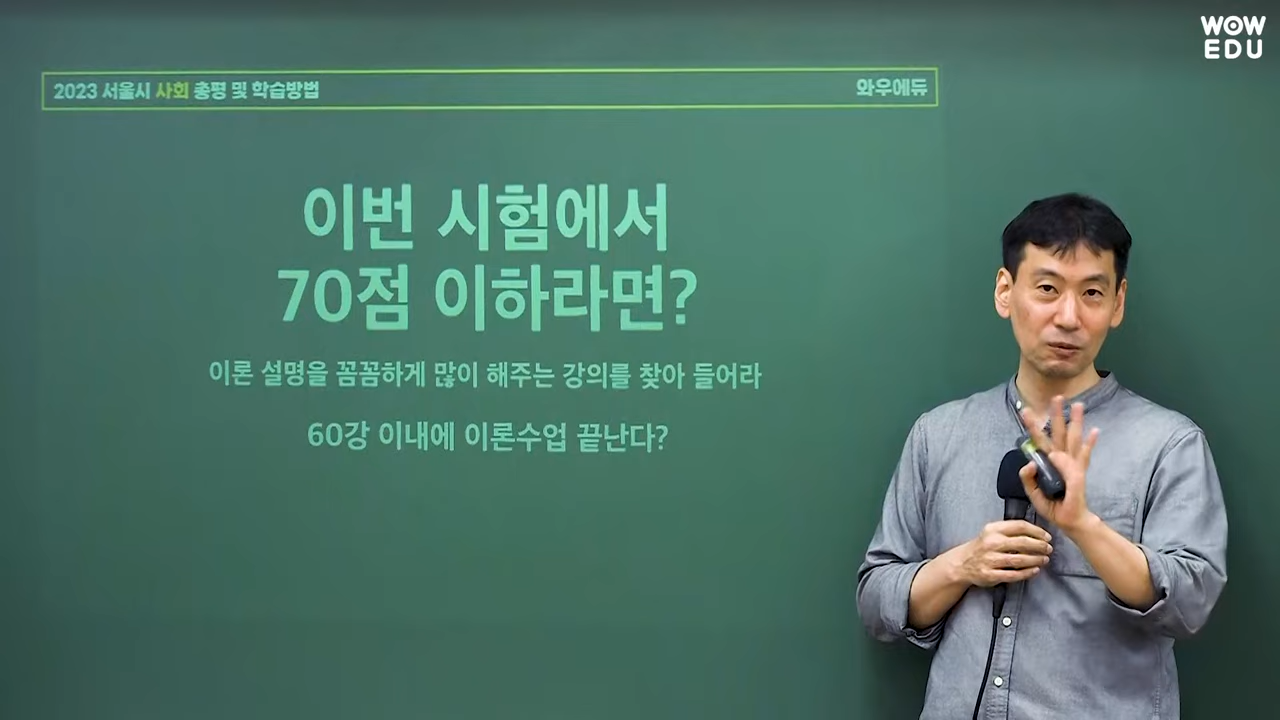 WOW
EDU
2023 서울시 사회 총평 및 학습방법
와우에듀
이번 시험에서
70점 이하라면?
이론 설명을 꼼꼼하게 많이 해주는 강의를 찾아 들어라
60강 이내에 이론수업 끝난다?